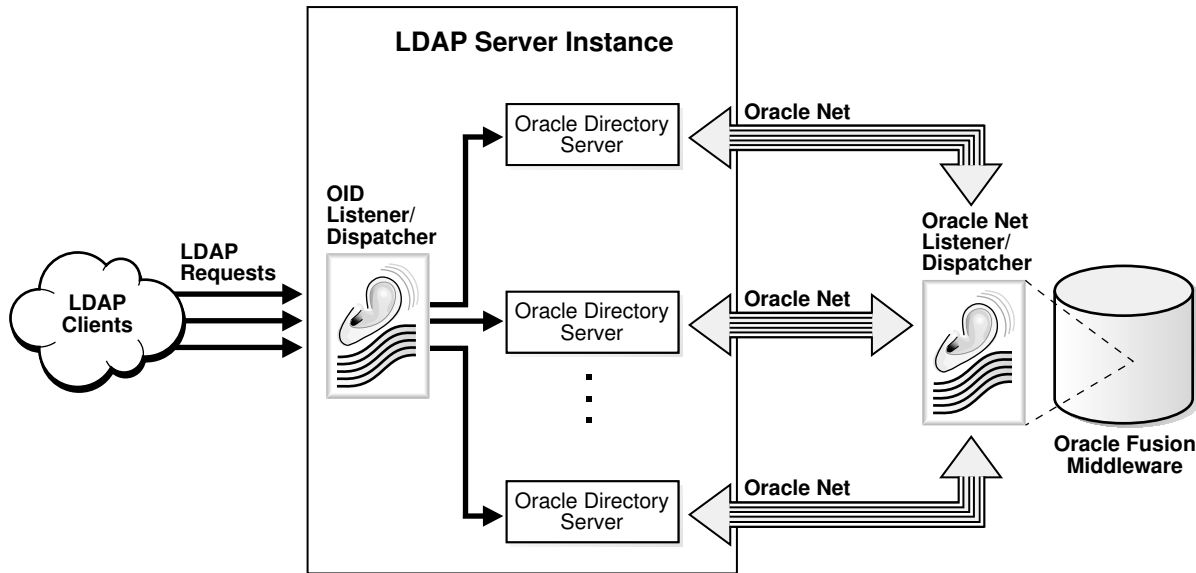 LDAP Server Instance
Oracle Directory
Server
Oracle Net
OID
Listener/
Dispatcher
Oracle Net
Listener/
Dispatcher
LDAP
Requests
LDAP
Clients
Oracle Directory
Server
Oracle Net
Oracle Fusion
Middleware
Oracle Directory
Server
Oracle Net